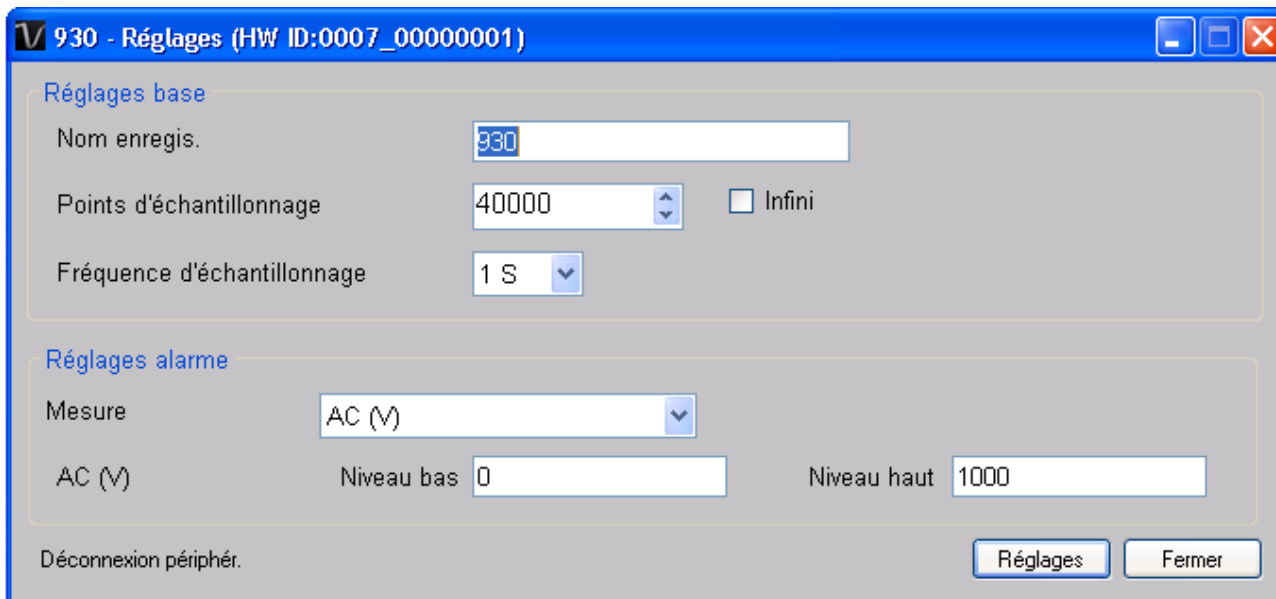 930 - Réglages (HW ID:0007_00000001)
Réglages base
Nom enregis. 930
Points d'échantillonnage 40000 Infini
Fréquence d'échantillonnage 1 S
Réglages alarme
Mesure AC (V)
AC (V) Niveau bas 0 Niveau haut 1000
Déconnexion périphér. Réglages Fermer